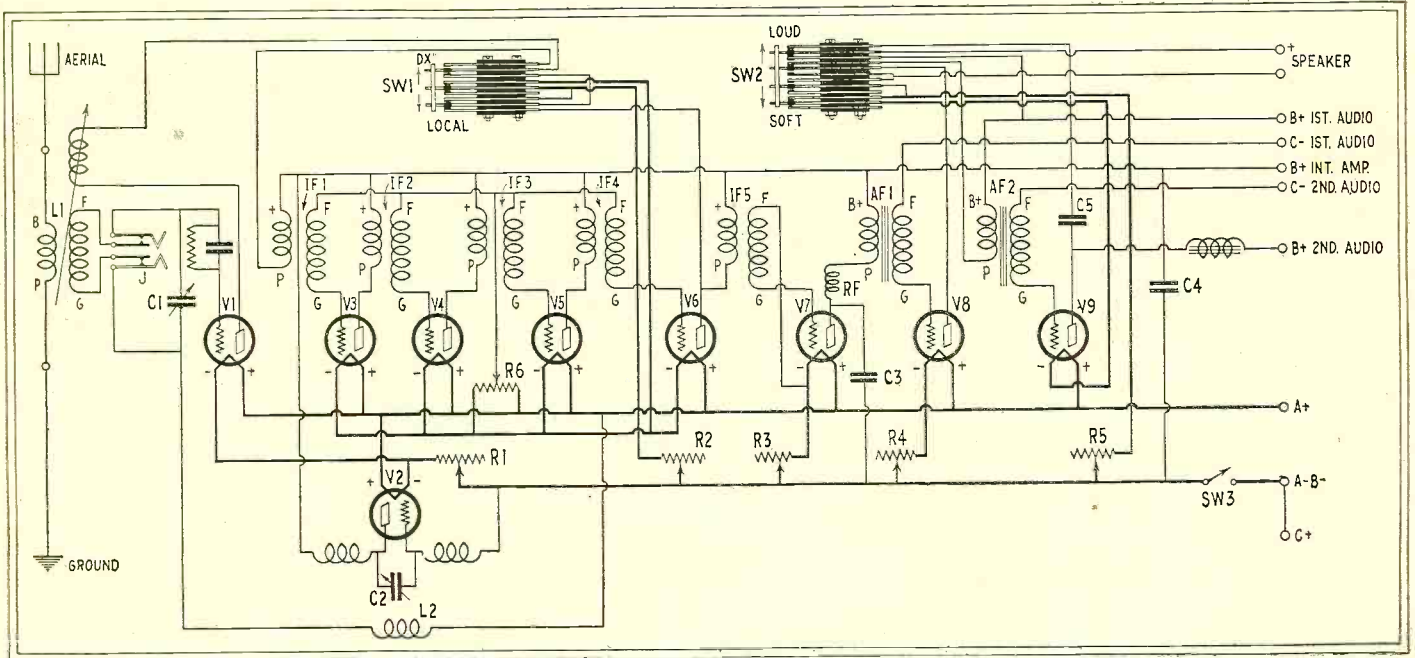 AERIAL
DX
SW1
LOCAL
LOUD
SW2
SOFT
+
SPEAKER
B+ 1ST. AUDIO
C- 1ST. AUDIO
B+ INT. AMP.
C- 2ND. AUDIO
B+ 2ND. AUDIO
L1
B
P
F
G
J
C1
V1
- +
+
P
IF1
F
G
IF2
+
P
F
G
+
P
IF3
F
G
+
P
IF4
F
G
V3
- +
V4
- +
V5
- +
V6
- +
+
P
IF5
F
G
V7
- +
RF
B+
P
AF1
F
G
V8
- +
B+
P
AF2
F
G
C5
V9
- +
C3
C4
R6
A+
R1
R2
R3
R4
R5
V2
+ -
A-B-
SW3
C+
C2
L2
GROUND